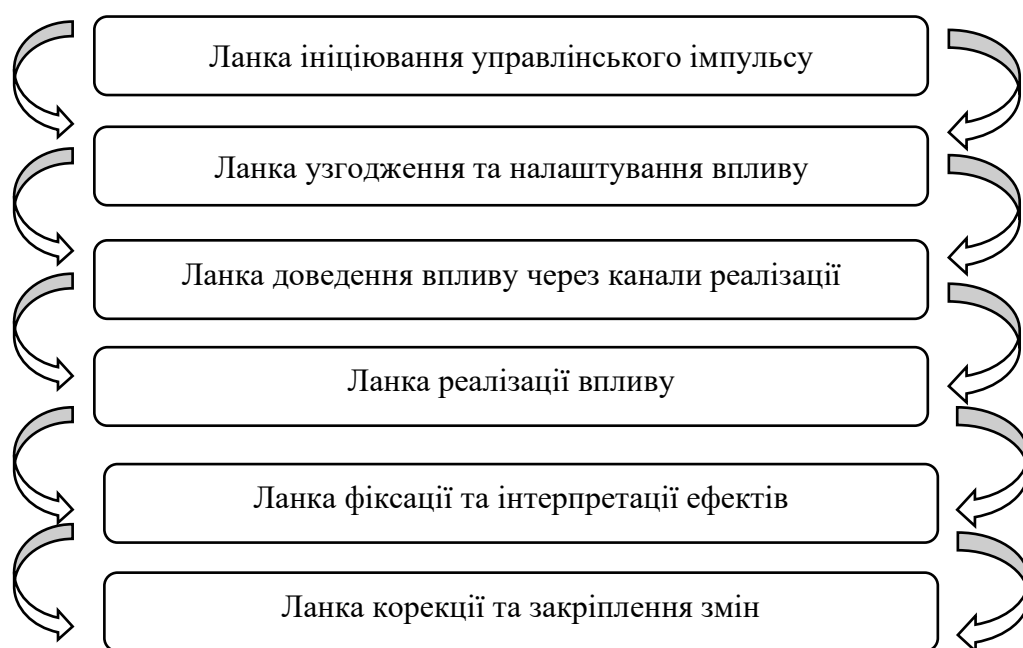 Ланка ініціювання управлінського імпульсу
Ланка узгодження та налаштування впливу
Ланка доведення впливу через канали реалізації
Ланка реалізації впливу
Ланка фіксації та інтерпретації ефектів
Ланка корекції та закріплення змін